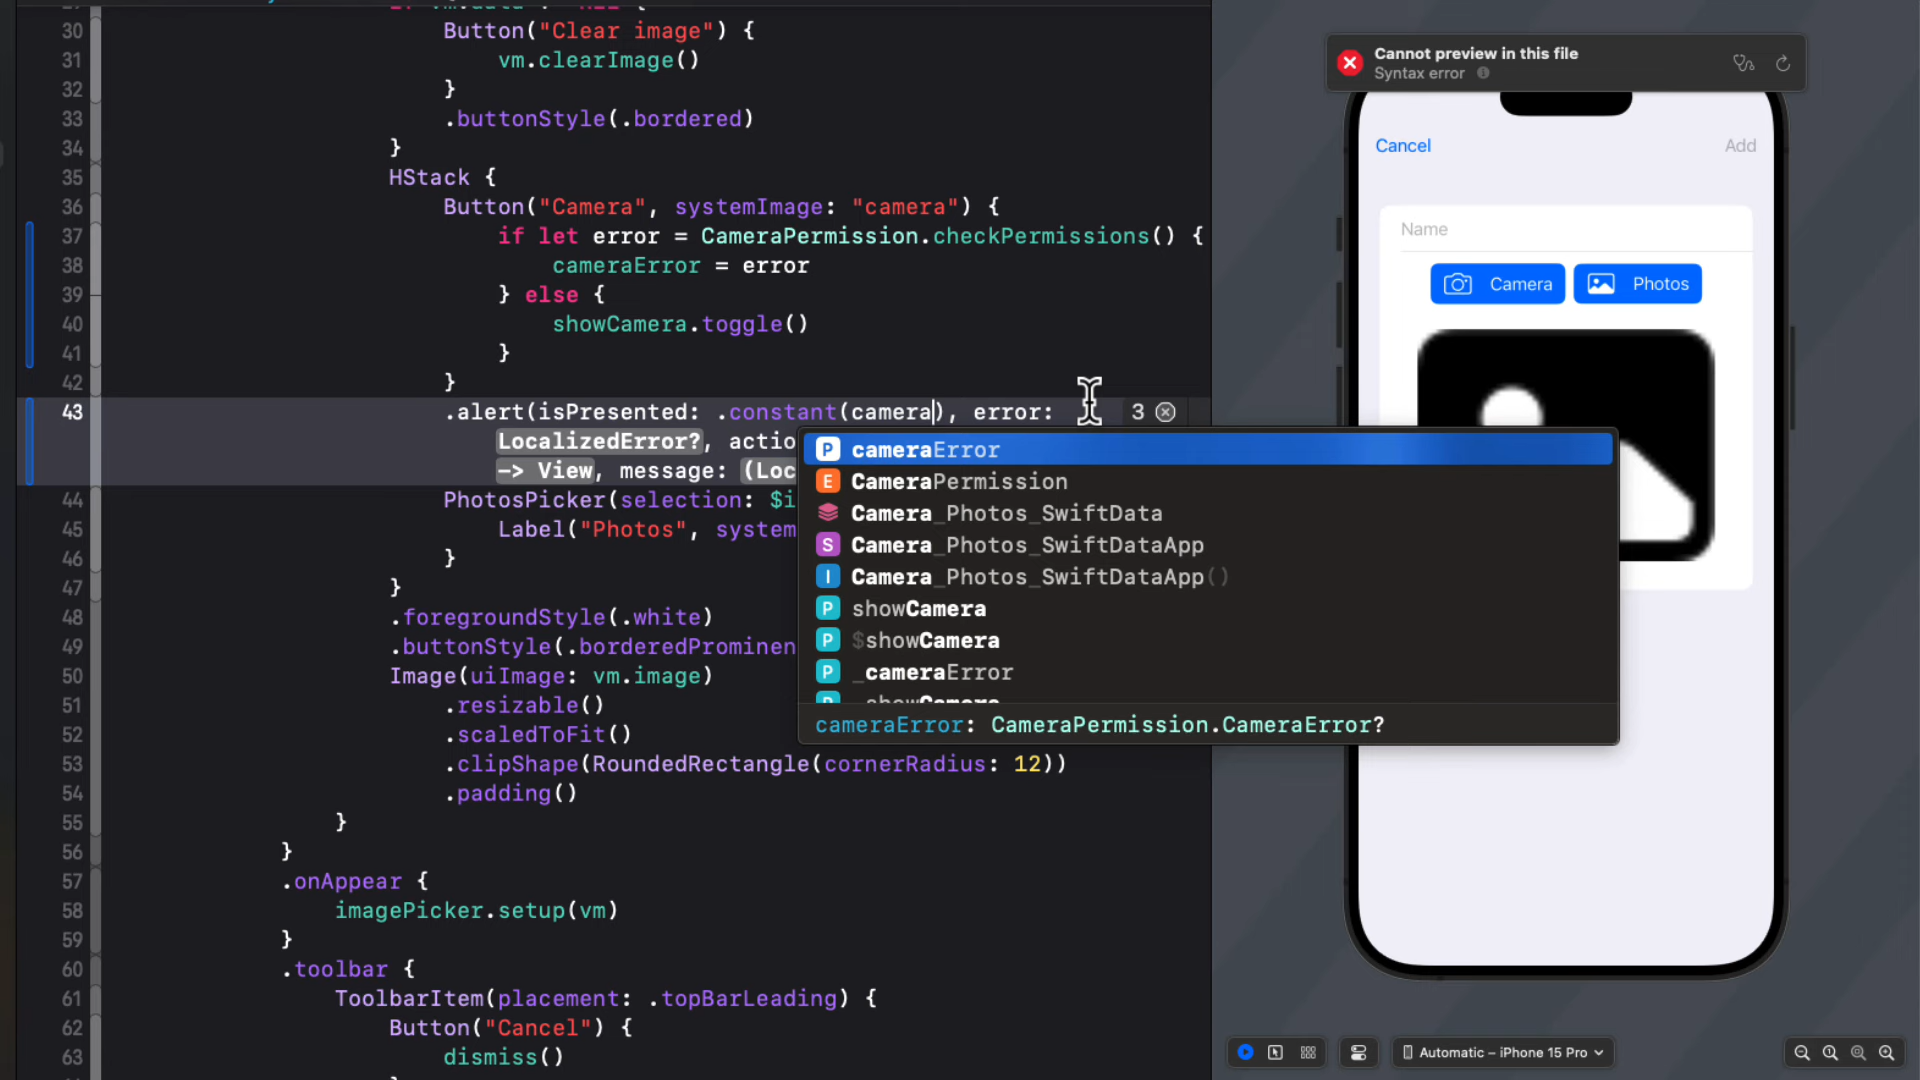 30 Button("Clear image") {
31 vm.clearImage()
32 }
33 .buttonStyle(.bordered)
34 }
35 HStack {
36 Button("Camera", systemImage: "camera") {
37 if let error = CameraPermission.checkPermissions() {
38 cameraError = error
39 } else {
40 showCamera.toggle()
41 }
42 }
43 .alert(isPresented: .constant(camera), error: 3
LocalizedError?, actio
-> View, message: (Loc
cameraError
CameraPermission
Camera_Photos_SwiftData
Camera_Photos_SwiftDataApp
Camera_Photos_SwiftDataApp()
showCamera
$showCamera
_cameraError
_showCamera
cameraError: CameraPermission.CameraError?
44 PhotosPicker(selection: $i
45 Label("Photos", system
46 }
47 }
48 .foregroundStyle(.white)
49 .buttonStyle(.borderedProminen
50 Image(uiImage: vm.image)
51 .resizable()
52 .scaledToFit()
53 .clipShape(RoundedRectangle(cornerRadius: 12))
54 .padding()
55 }
56 }
57 .onAppear {
58 imagePicker.setup(vm)
59 }
60 .toolbar {
61 ToolbarItem(placement: .topBarLeading) {
62 Button("Cancel") {
63 dismiss()
Cannot preview in this file
Syntax error
Cancel Add
Name
Camera Photos
Automatic – iPhone 15 Pro